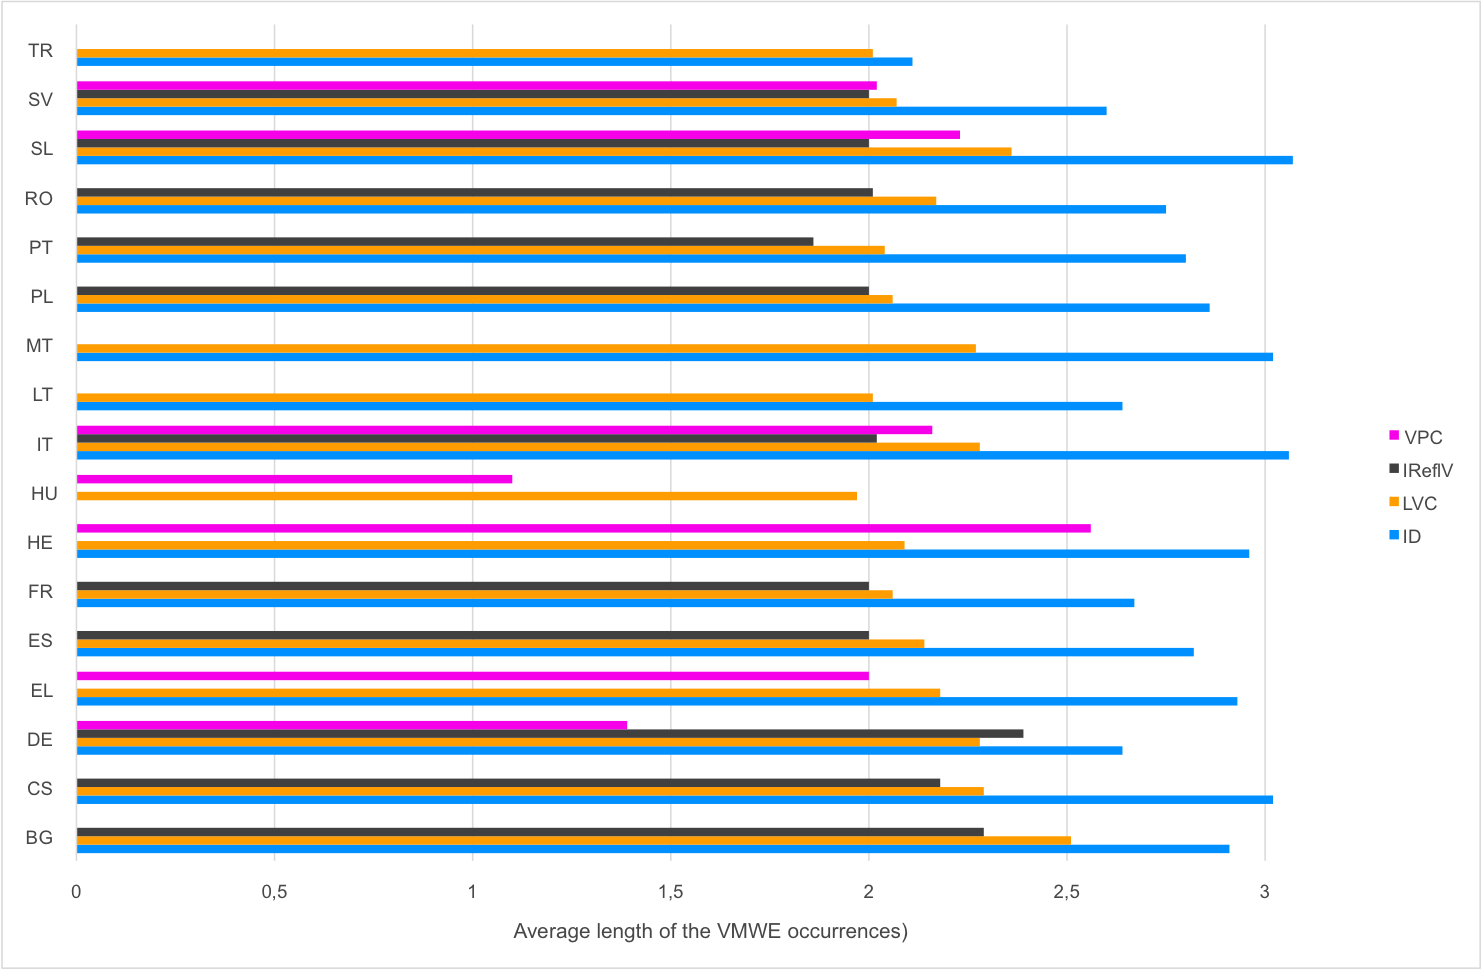 TR
SV
SL
RO
PT
PL
MT
LT
IT
HU
HE
FR
ES
EL
DE
CS
BG
0 0,5 1 1,5 2 2,5 3
Average length of the VMWE occurrences)
VPC
IReflV
LVC
ID